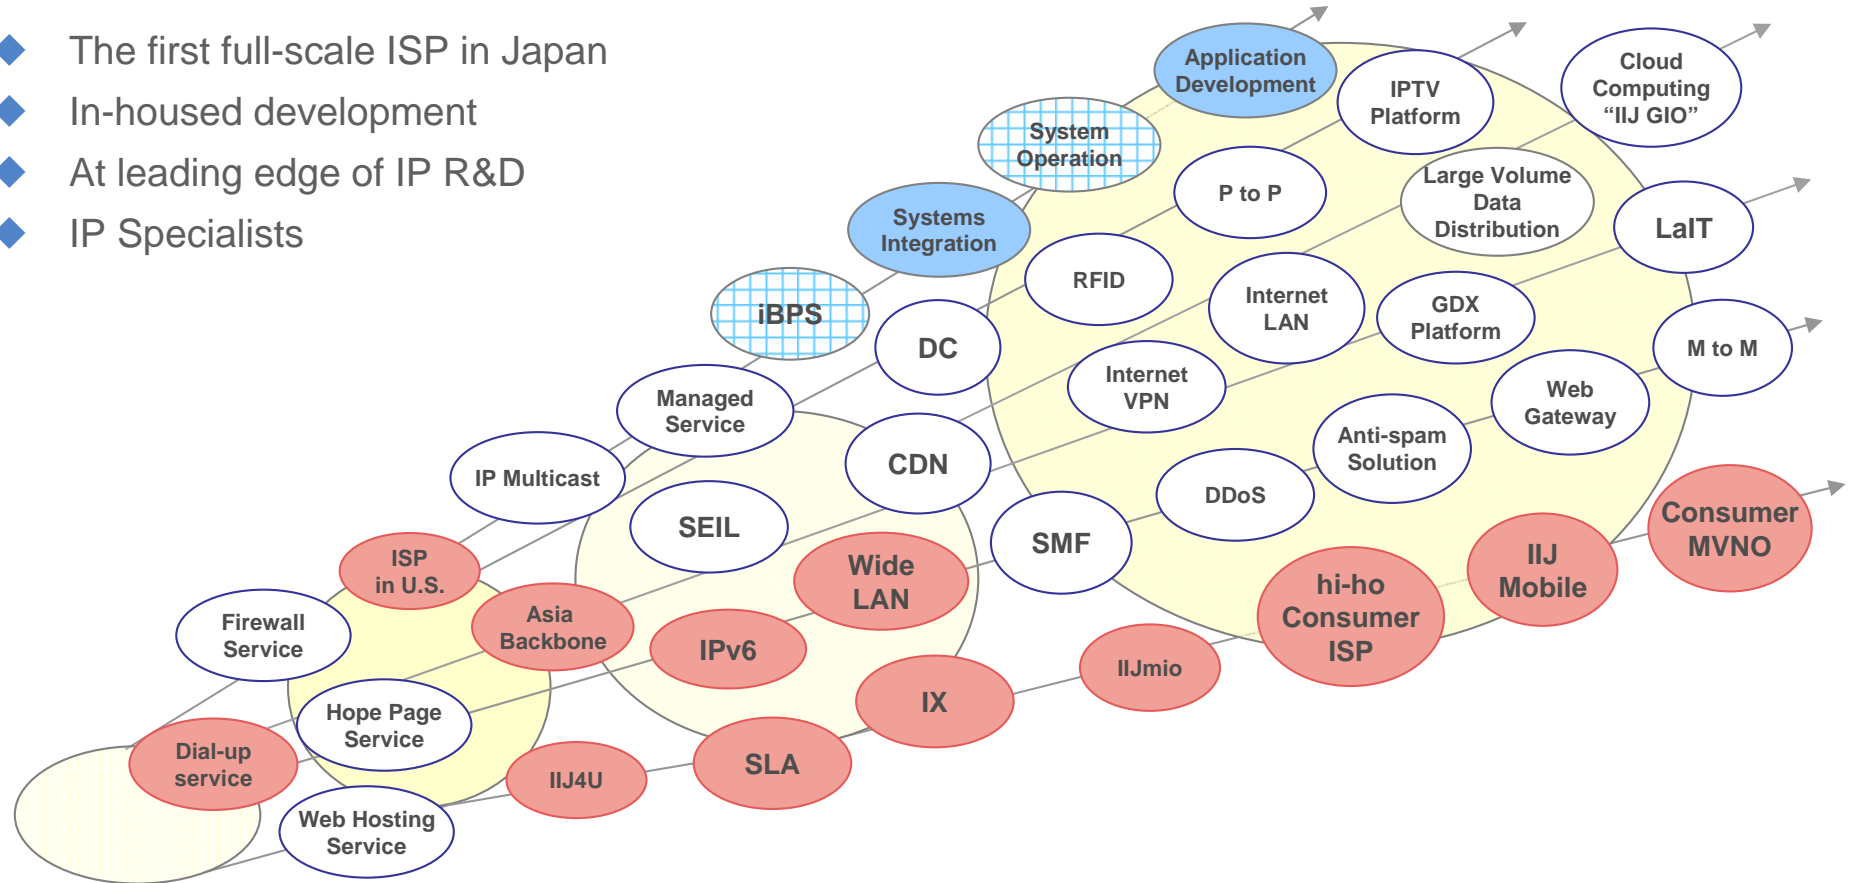 The first full-scale ISP in Japan
In-housed development
At leading edge of IP R&D
IP Specialists
Application
Development
IPTV
Platform
Cloud
Computing
“IIJ GIO”
System
Operation
P to P
Large Volume
Data
Distribution
LaIT
Systems
Integration
RFID
Internet
LAN
GDX
Platform
M to M
iBPS
DC
Internet
VPN
Web
Gateway
Managed
Service
Anti-spam
Solution
IP Multicast
CDN
DDoS
SEIL
SMF
Consumer
MVNO
ISP
in U.S.
Wide
LAN
IIJ
Mobile
Firewall
Service
Asia
Backbone
IPv6
hi-ho
Consumer
ISP
IIJmio
IX
Hope Page
Service
Dial-up
service
IIJ4U
SLA
Web Hosting
Service